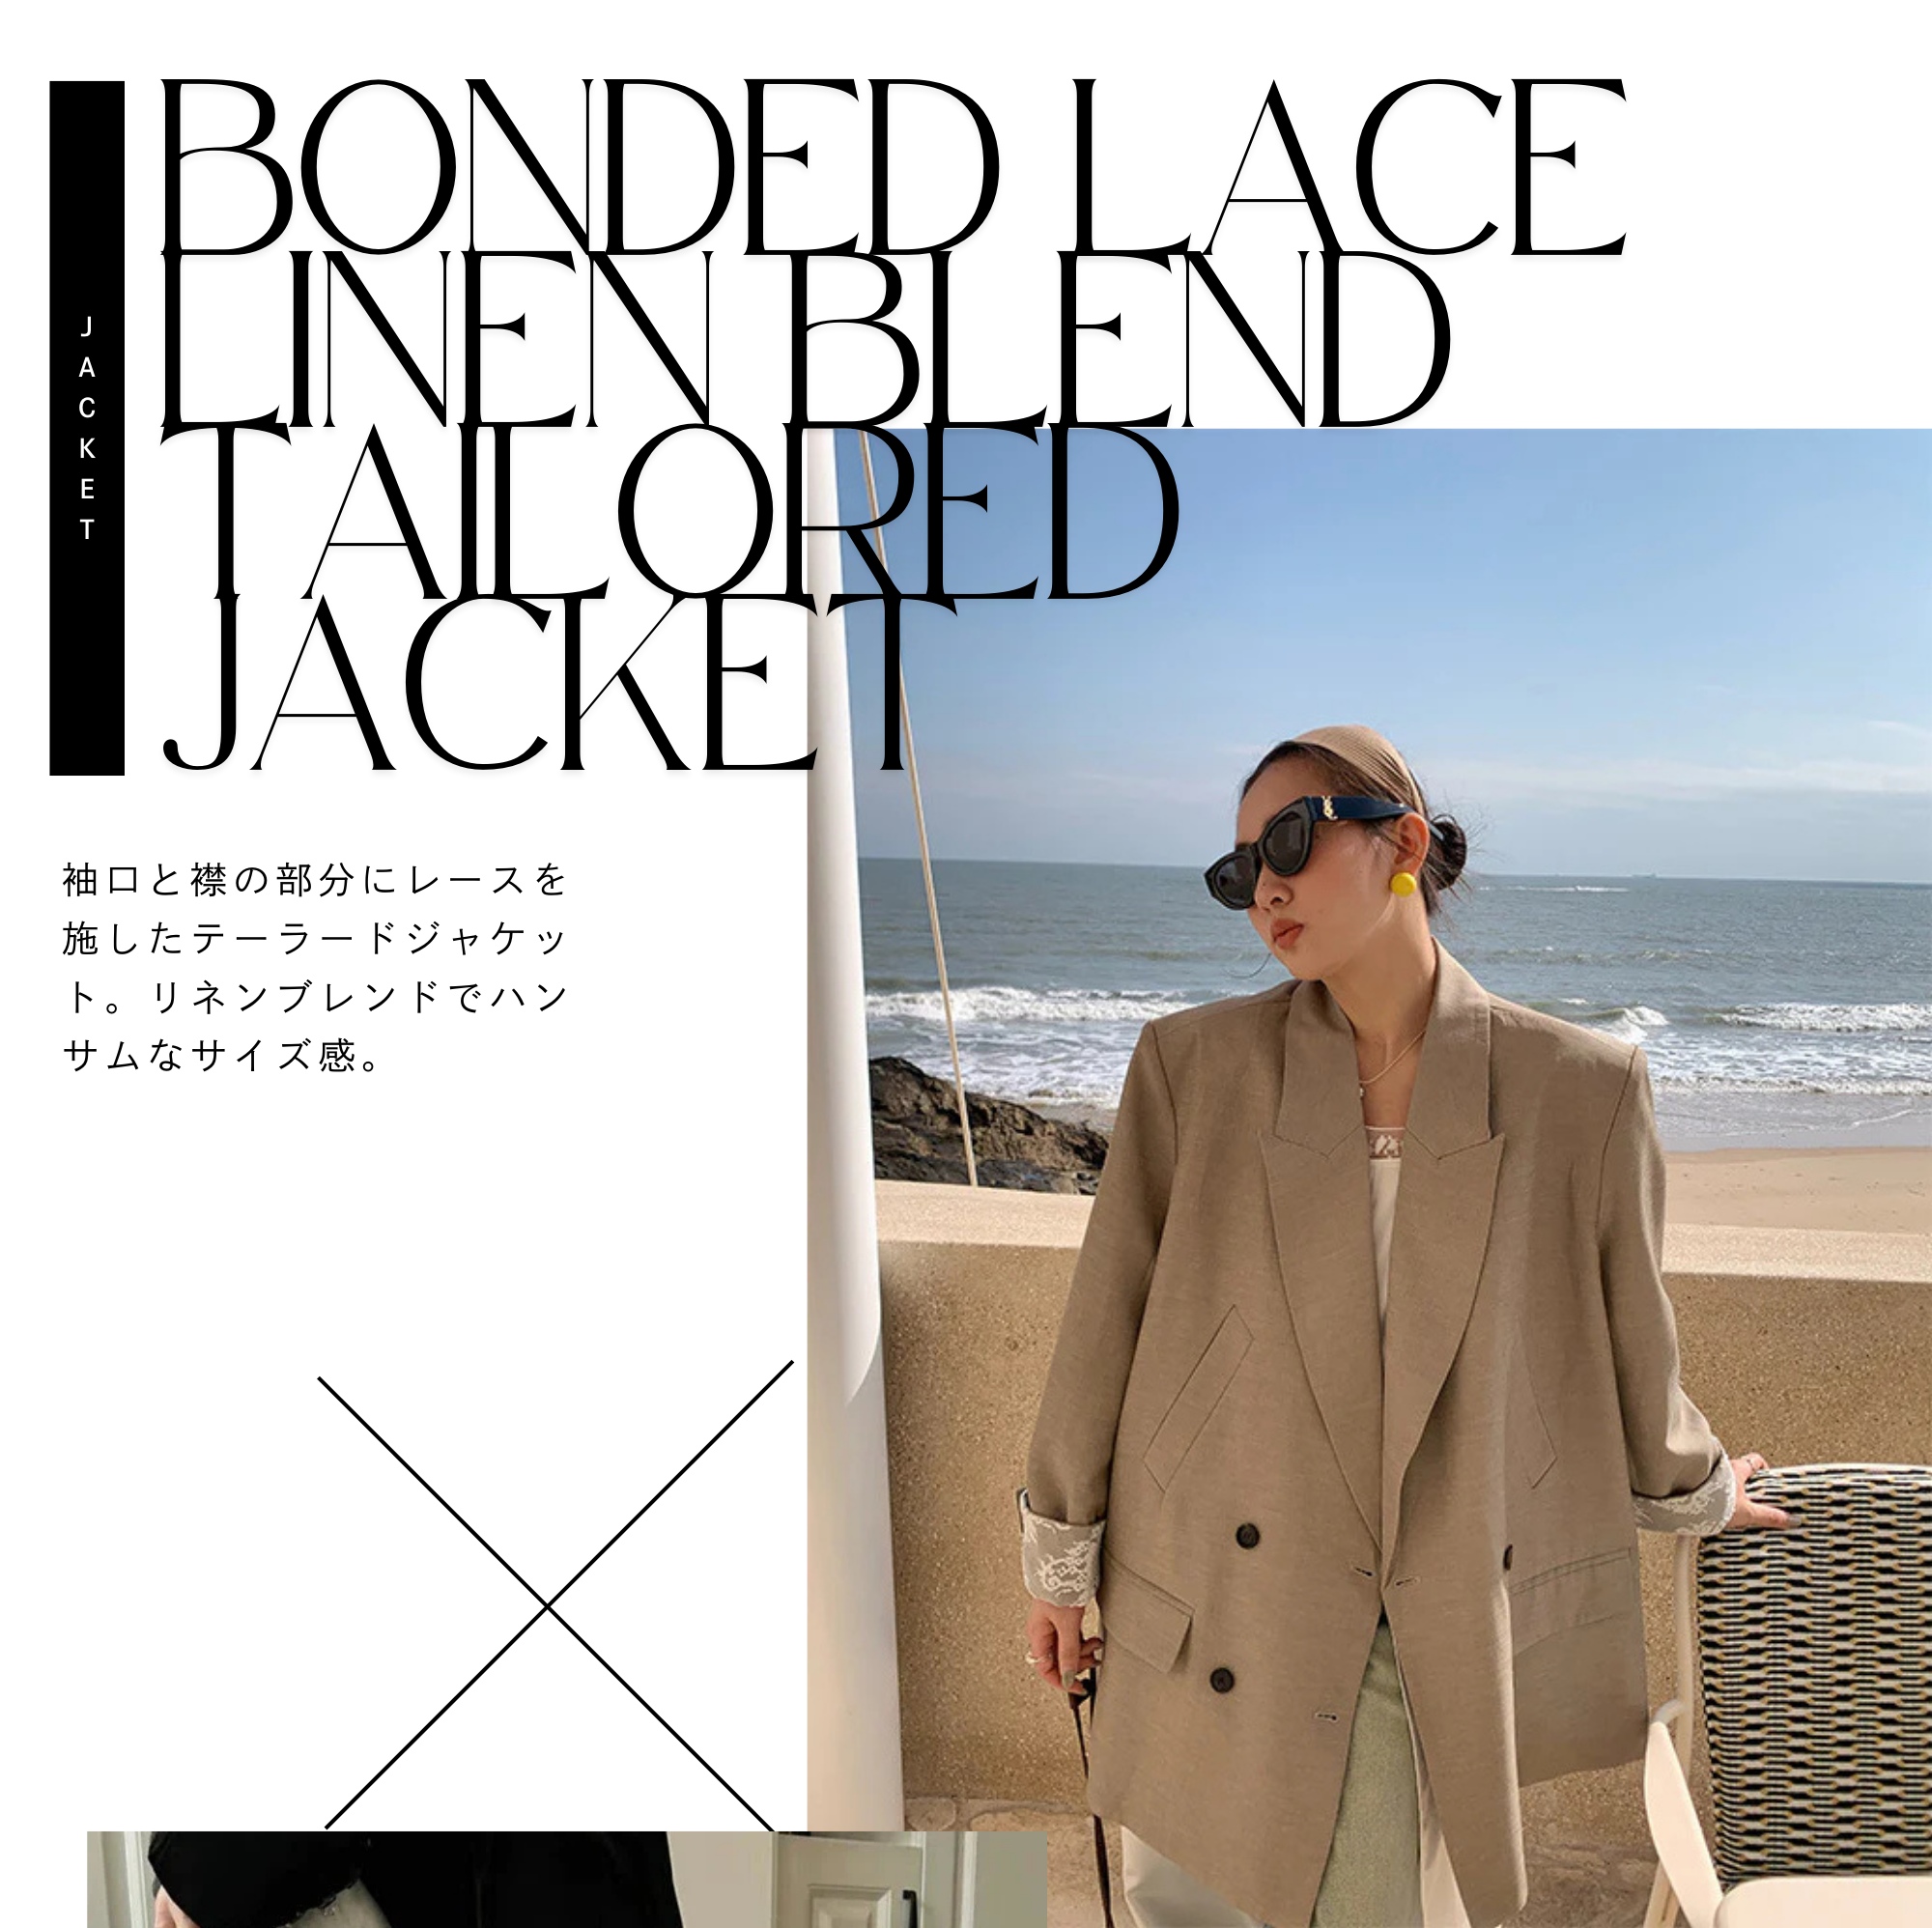 BONDED LACE
LINEN BLEND
TAILORED
JACKET
JACKET
袖口と襟の部分にレースを
施したテーラードジャケッ
ト。リネンブレンドでハン
サムなサイズ感。